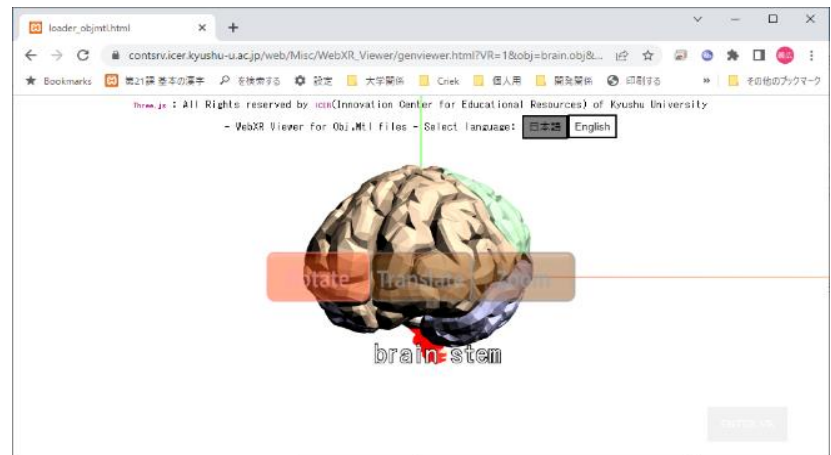 loader_objmtl.html
contsrv.icer.kyushu-u.ac.jp/web/Misc/WebXR_Viewer/genviewer.html?VR=1&obj=brain.obj&...
Bookmarks 第21課 基本の漢字 を検索する 設定 大学関係 Criek 個人用 開発関係 印刷する » その他のブックマーク
Three.js : All Rights reserved by ICER(Innovation Center for Educational Resources) of Kyushu University
- WebXR Viewer for Obj,Mtl files - Select language: 日本語 English
Rotate Translate Zoom
brain stem